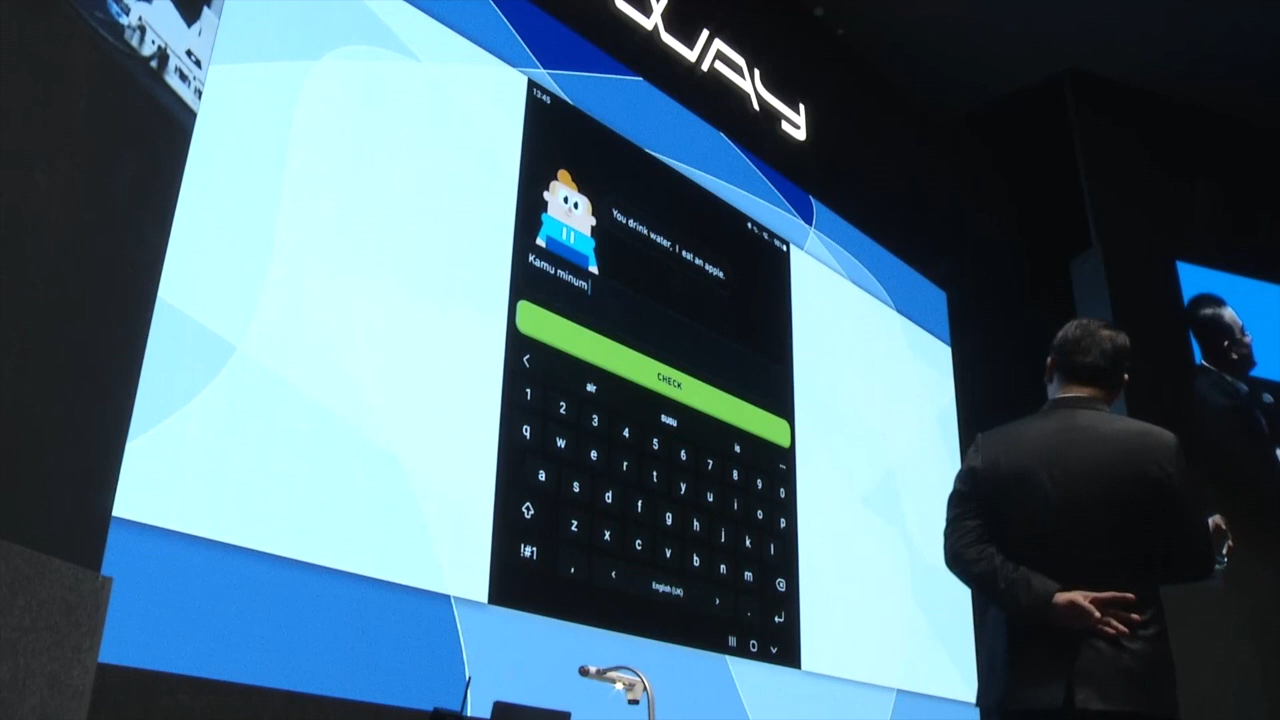 13:45
You drink water, I eat an apple.
Kamu minum
CHECK
air susu is
1 2 3 4 5 6 7 8 9 0
q w e r t y u i o p
a s d f g h j k l
z x c v b n m
!#1 , < English (UK) > .